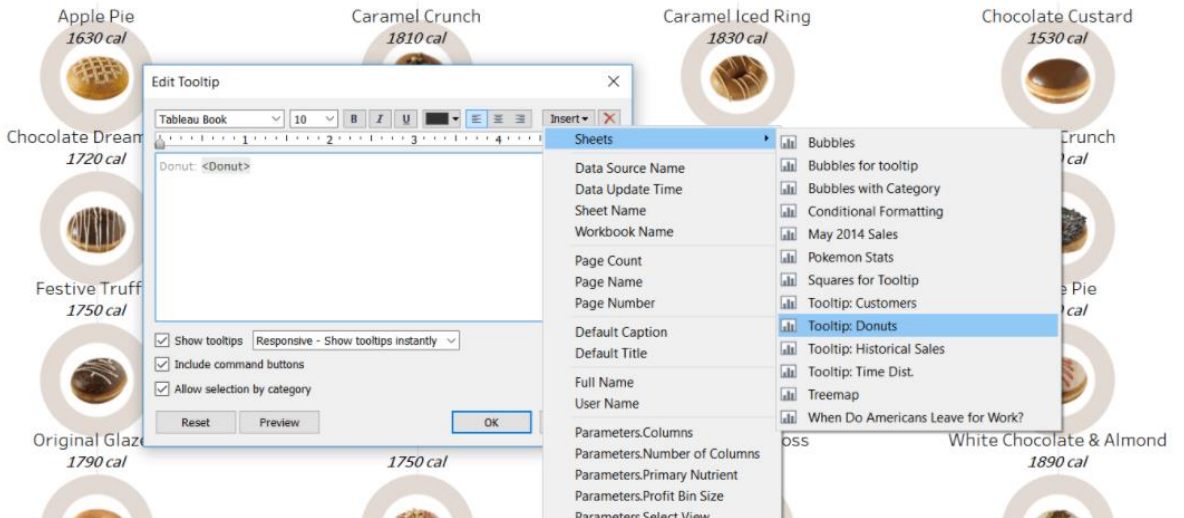 Apple Pie
1630 cal
Caramel Crunch
1810 cal
Caramel Iced Ring
1830 cal
Chocolate Custard
1530 cal
Edit Tooltip
Tableau Book
10
B I U
Insert
1 2 3 4
Donut: <Donut>
Show tooltips
Responsive - Show tooltips instantly
Include command buttons
Allow selection by category
Reset
Preview
OK
Sheets
Data Source Name
Data Update Time
Sheet Name
Workbook Name
Page Count
Page Name
Page Number
Default Caption
Default Title
Full Name
User Name
Parameters.Columns
Parameters.Number of Columns
Parameters.Primary Nutrient
Parameters.Profit Bin Size
Parameters.Select View
Bubbles
Bubbles for tooltip
Bubbles with Category
Conditional Formatting
May 2014 Sales
Pokemon Stats
Squares for Tooltip
Tooltip: Customers
Tooltip: Donuts
Tooltip: Historical Sales
Tooltip: Time Dist.
Treemap
When Do Americans Leave for Work?
Chocolate Dream
1720 cal
Crunch
cal
Festive Truff
1750 cal
Pie
cal
Original Glaze
1790 cal
1750 cal
oss
White Chocolate & Almond
1890 cal